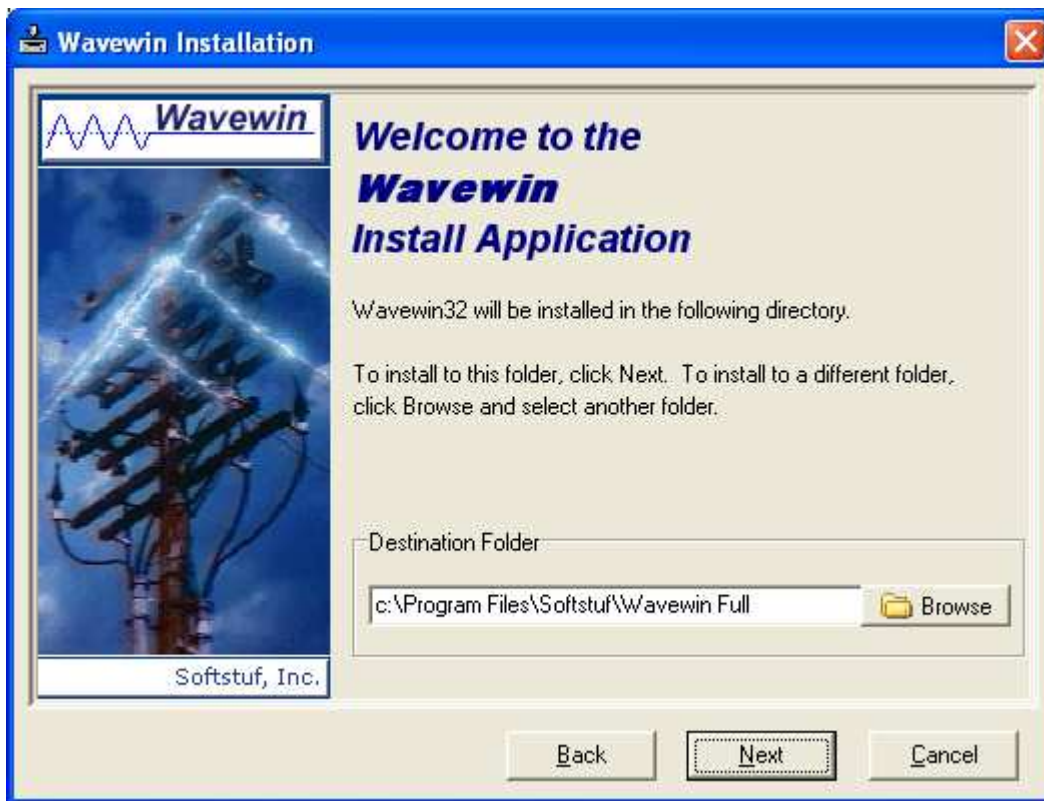 Wavewin Installation
Wavewin
Welcome to the
Wavewin
Install Application
Wavewin32 will be installed in the following directory.
To install to this folder, click Next. To install to a different folder,
click Browse and select another folder.
Destination Folder
c:\Program Files\Softstuf\Wavewin Full
Browse
Softstuf, Inc.
Back
Next
Cancel